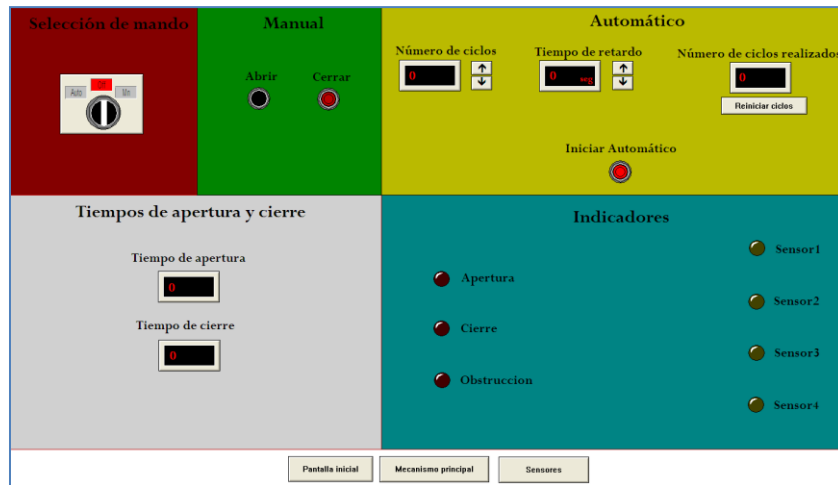 Selección de mando
Auto
Off
Mn
Manual
Abrir
Cerrar
Automático
Número de ciclos
0
Tiempo de retardo
0 seg
Número de ciclos realizados
0
Reiniciar ciclos
Iniciar Automático
Tiempos de apertura y cierre
Tiempo de apertura
0
Tiempo de cierre
0
Indicadores
Apertura
Cierre
Obstruccion
Sensor1
Sensor2
Sensor3
Sensor4
Pantalla inicial
Mecanismo principal
Sensores